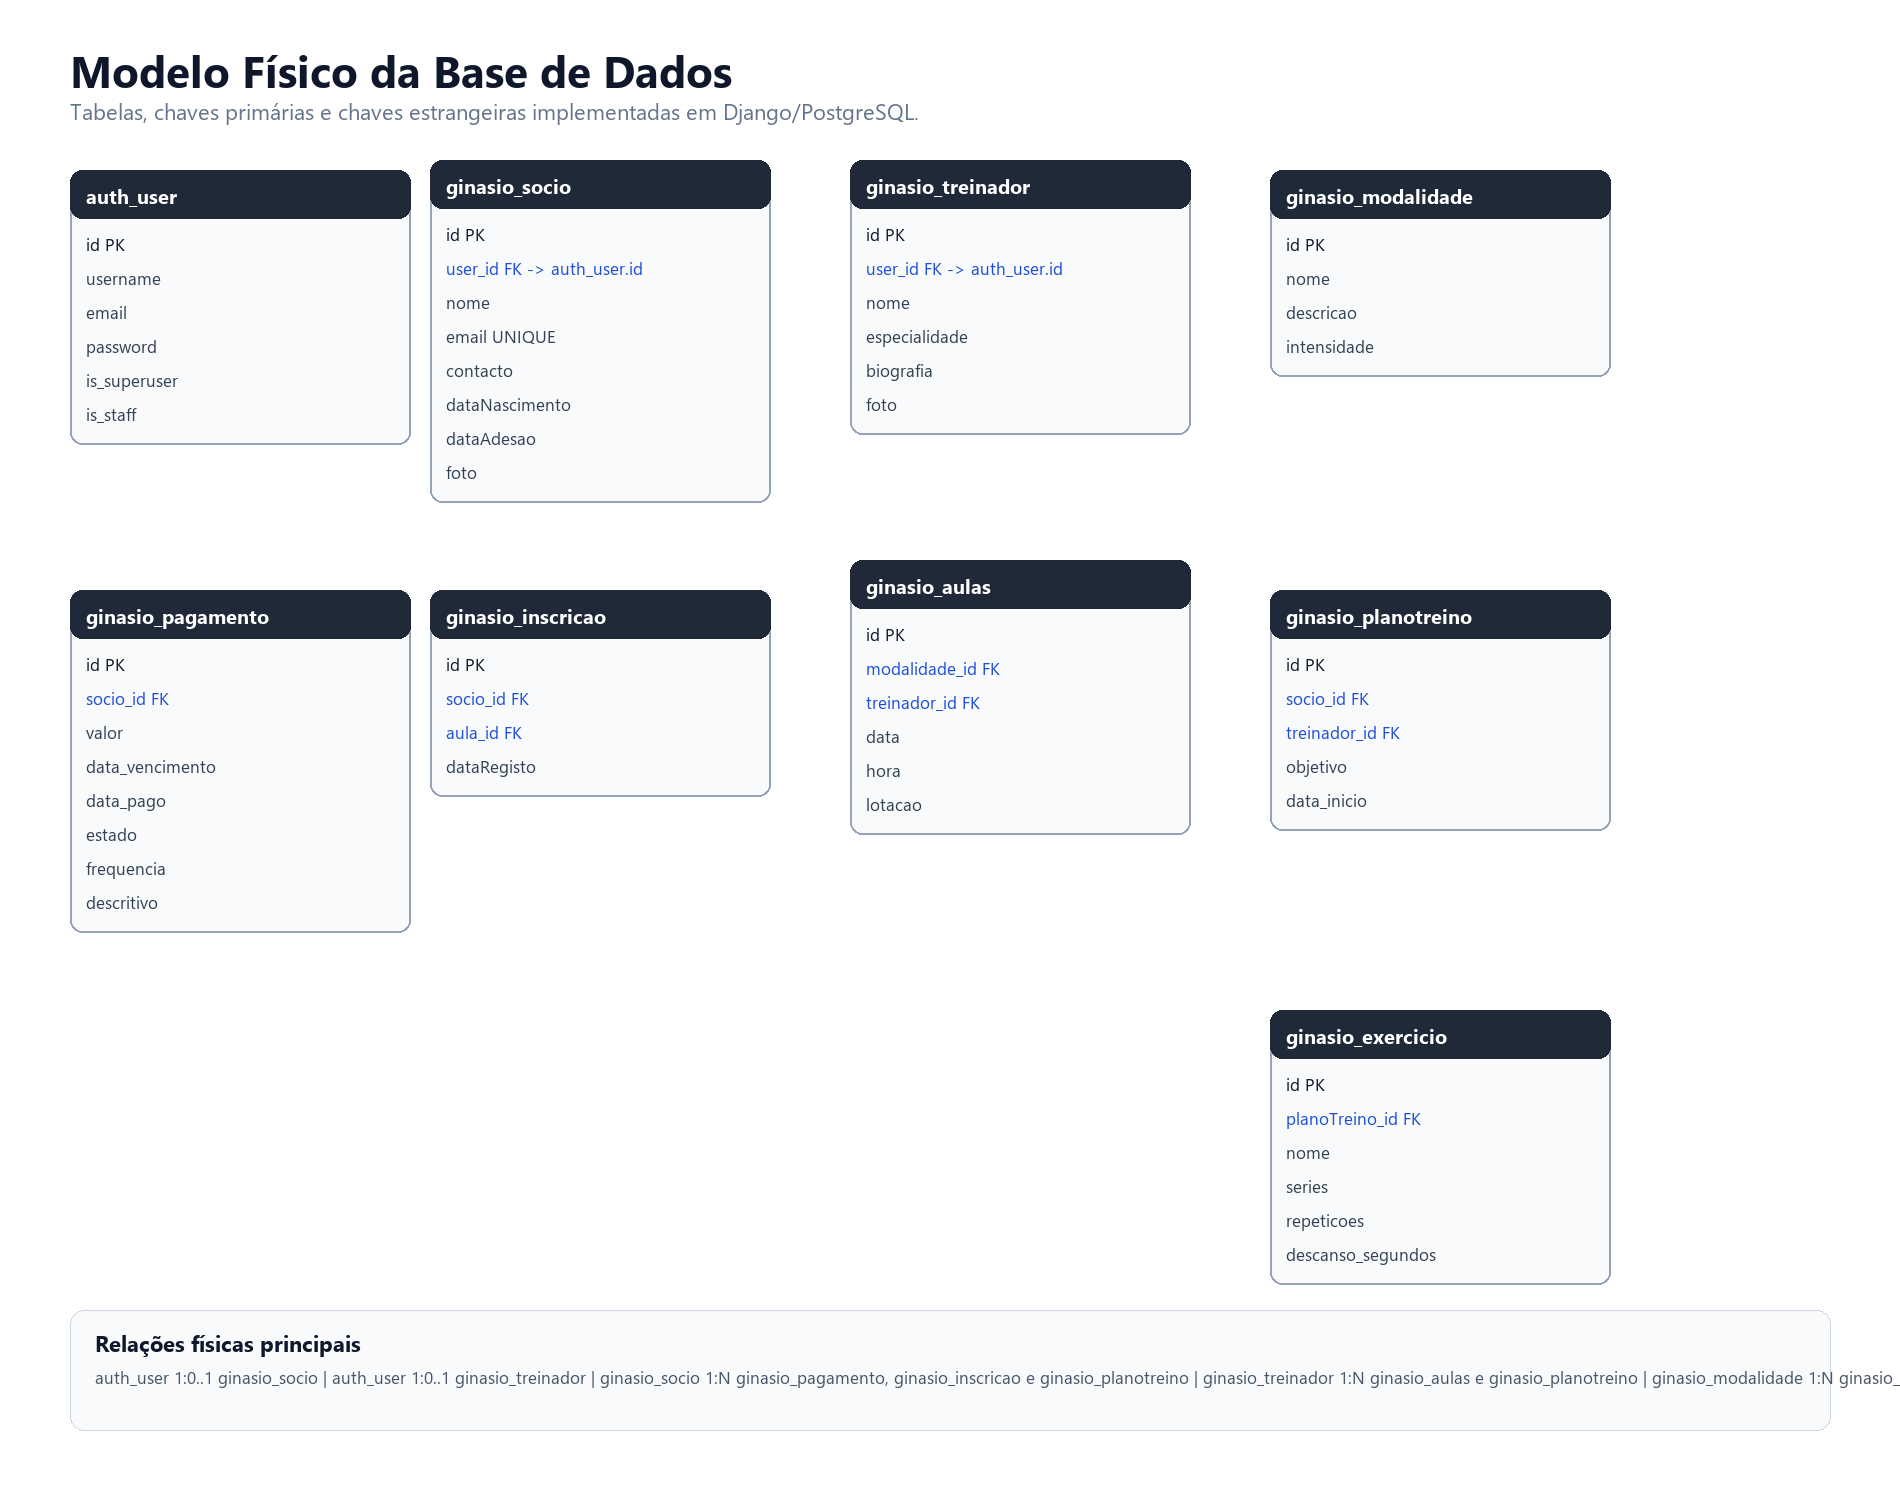 Modelo Físico da Base de Dados
Tabelas, chaves primárias e chaves estrangeiras implementadas em Django/PostgreSQL.
auth_user
id PK
username
email
password
is_superuser
is_staff
ginasio_socio
id PK
user_id FK -> auth_user.id
nome
email UNIQUE
contacto
dataNascimento
dataAdesao
foto
ginasio_treinador
id PK
user_id FK -> auth_user.id
nome
especialidade
biografia
foto
ginasio_modalidade
id PK
nome
descricao
intensidade
ginasio_pagamento
id PK
socio_id FK
valor
data_vencimento
data_pago
estado
frequencia
descritivo
ginasio_inscricao
id PK
socio_id FK
aula_id FK
dataRegisto
ginasio_aulas
id PK
modalidade_id FK
treinador_id FK
data
hora
lotacao
ginasio_planotreino
id PK
socio_id FK
treinador_id FK
objetivo
data_inicio
ginasio_exercicio
id PK
planoTreino_id FK
nome
series
repeticoes
descanso_segundos
Relações físicas principais
auth_user 1:0..1 ginasio_socio | auth_user 1:0..1 ginasio_treinador | ginasio_socio 1:N ginasio_pagamento, ginasio_inscricao e ginasio_planotreino | ginasio_treinador 1:N ginasio_aulas e ginasio_planotreino | ginasio_modalidade 1:N ginasio_